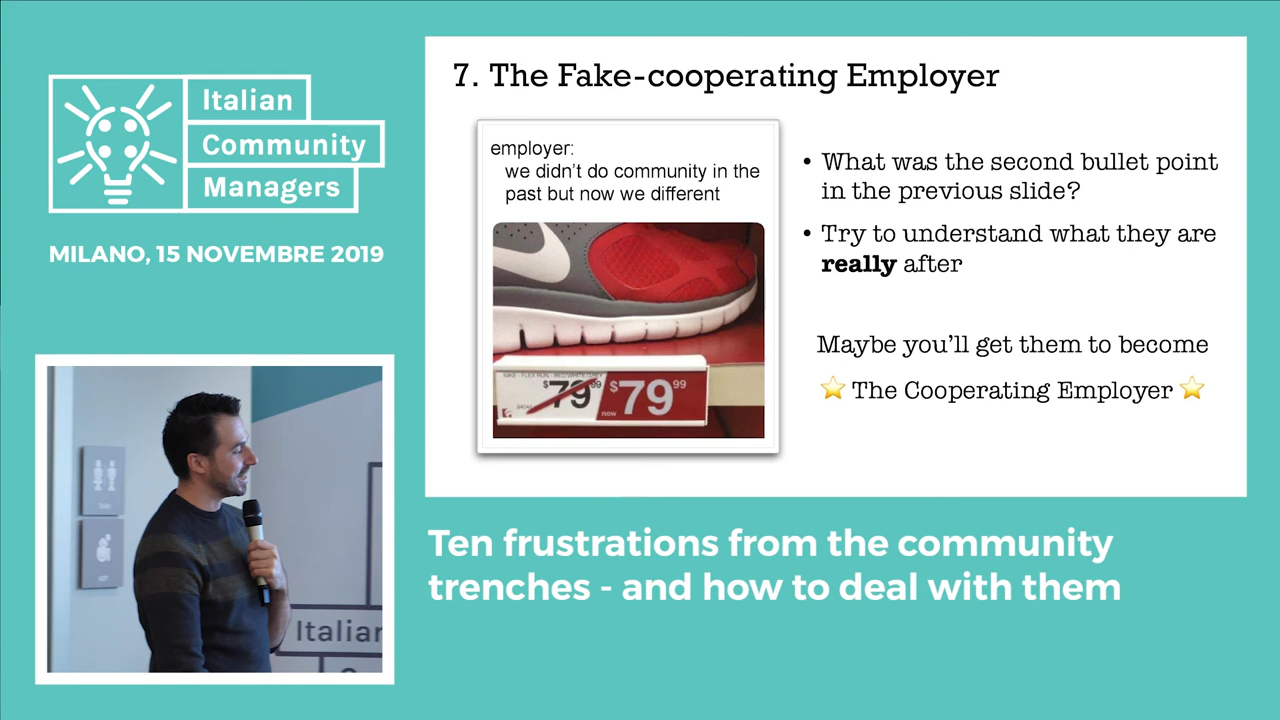 Italian
Community
Managers
MILANO, 15 NOVEMBRE 2019
7. The Fake-cooperating Employer
employer:
we didn't do community in the
past but now we different
$79 99
now $79 99
• What was the second bullet point
in the previous slide?
• Try to understand what they are
really after
Maybe you'll get them to become
⭐ The Cooperating Employer ⭐
Italian
Ten frustrations from the community
trenches - and how to deal with them